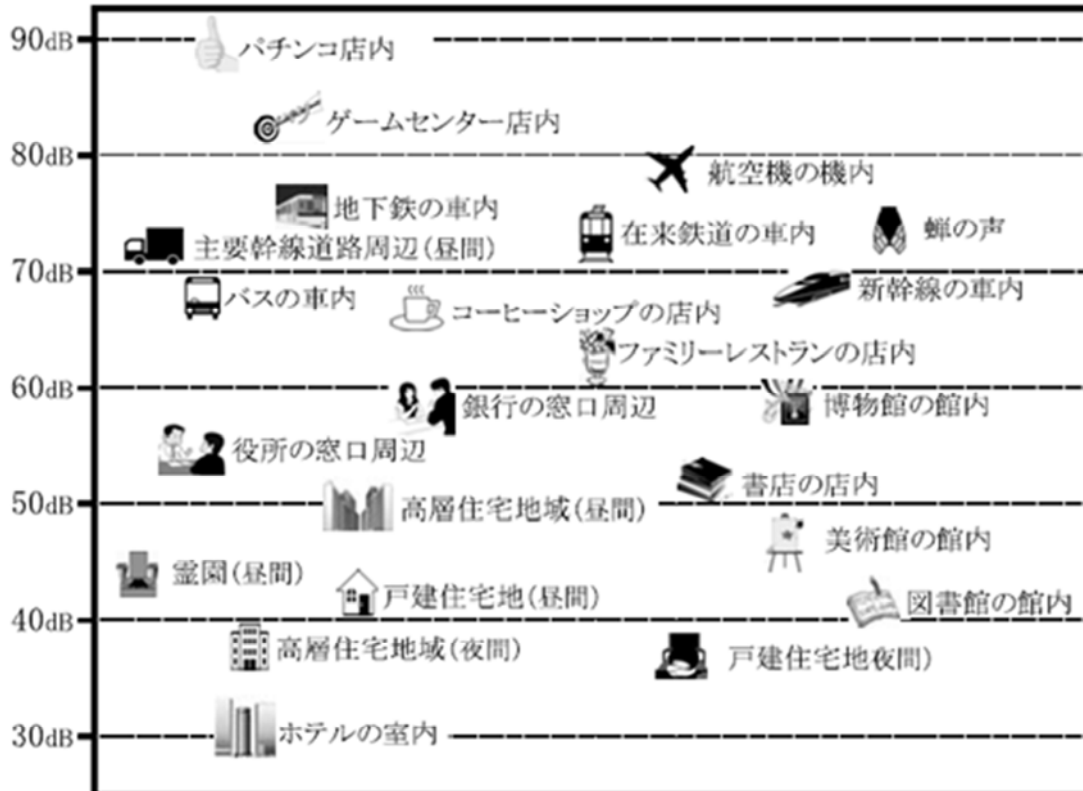 90dB
パチンコ店内
ゲームセンター店内
80dB
航空機の機内
地下鉄の車内
在来鉄道の車内
蝉の声
主要幹線道路周辺(昼間)
70dB
新幹線の車内
バスの車内
コーヒーショップの店内
ファミリーレストランの店内
60dB
銀行の窓口周辺
博物館の館内
役所の窓口周辺
書店の店内
50dB
高層住宅地域(昼間)
美術館の館内
霊園(昼間)
戸建住宅地(昼間)
図書館の館内
40dB
高層住宅地域(夜間)
戸建住宅地夜間)
30dB
ホテルの室内